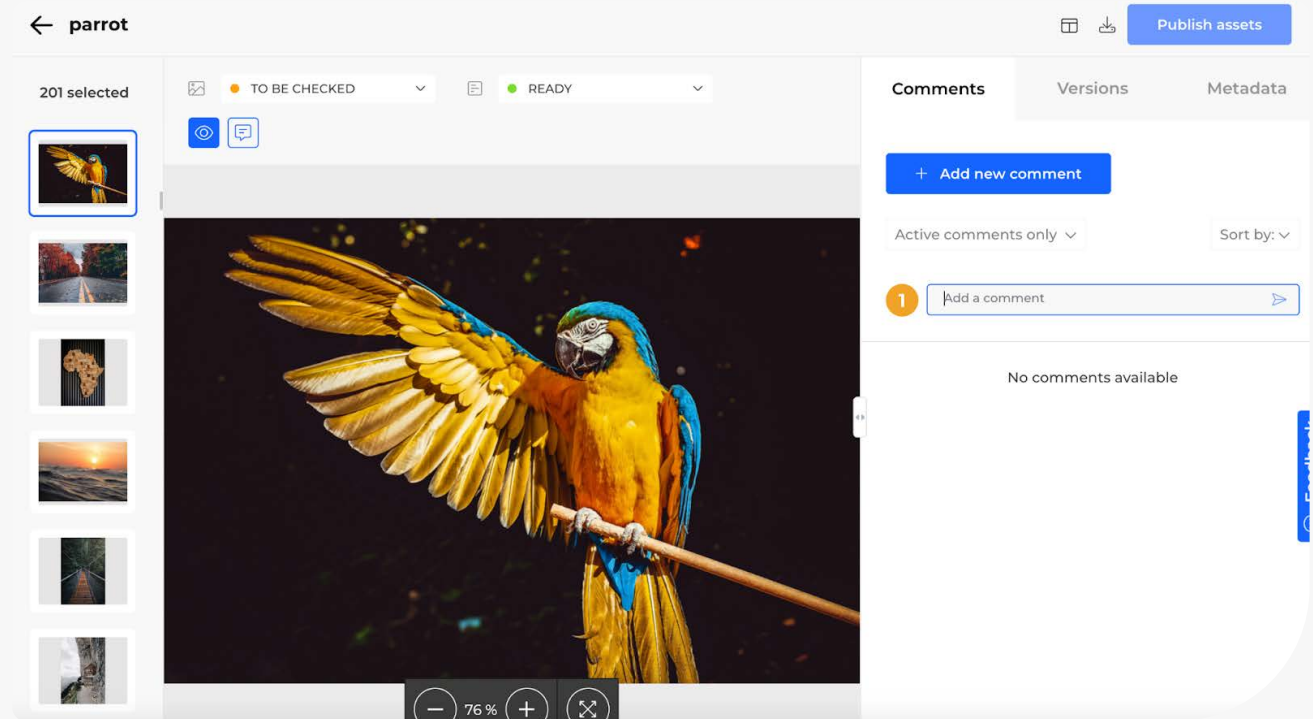 parrot
Publish assets
201 selected
TO BE CHECKED
READY
Comments
Versions
Metadata
+ Add new comment
Active comments only
Sort by:
1
Add a comment
No comments available
76 %